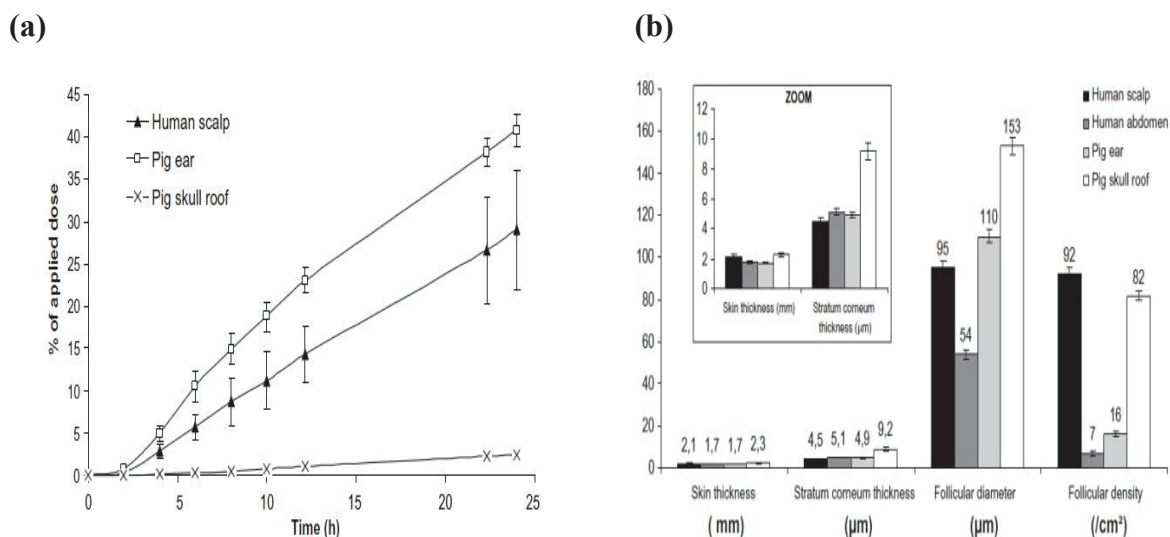 (a)
(b)
45
40
35
30
25
20
15
10
5
0
% of applied dose
Human scalp
Pig ear
Pig skull roof
0 5 10 15 20 25
Time (h)
180
160
140
120
100
80
60
40
20
0
ZOOM
12
10
8
6
4
2
0
Skin thickness (mm)
Stratum corneum
thickness (µm)
Human scalp
Human abdomen
Pig ear
Pig skull roof
2,1 1,7 1,7 2,3
4,5 5,1 4,9 9,2
95 54 110 153
92 7 16 82
Skin thickness
( mm)
Stratum corneum thickness
(µm)
Follicular diameter
(µm)
Follicular density
(/cm²)